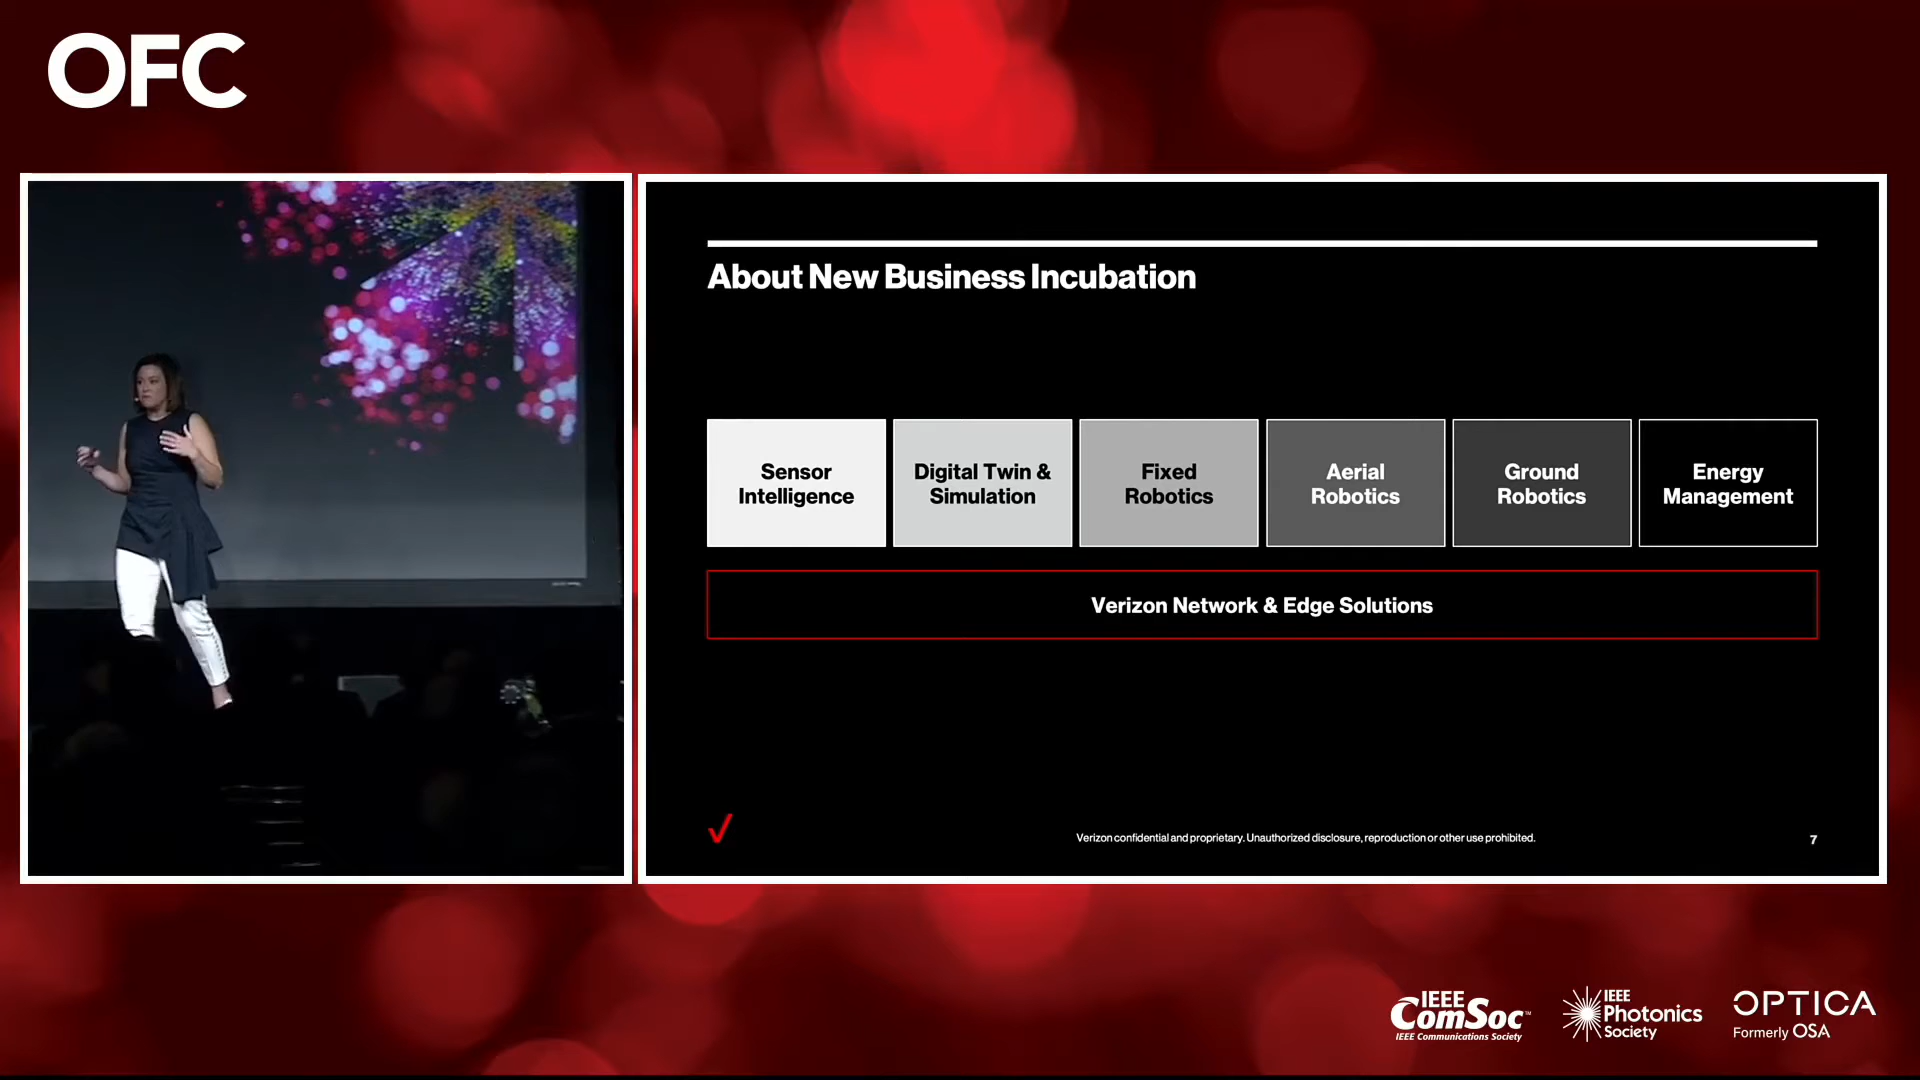 OFC
About New Business Incubation
Sensor
Intelligence
Digital Twin &
Simulation
Fixed
Robotics
Aerial
Robotics
Ground
Robotics
Energy
Management
Verizon Network & Edge Solutions
Verizon confidential and proprietary. Unauthorized disclosure, reproduction or other use prohibited.
7
IEEE
ComSoc™
IEEE Communications Society
IEEE
Photonics
Society
OPTICA
Formerly OSA